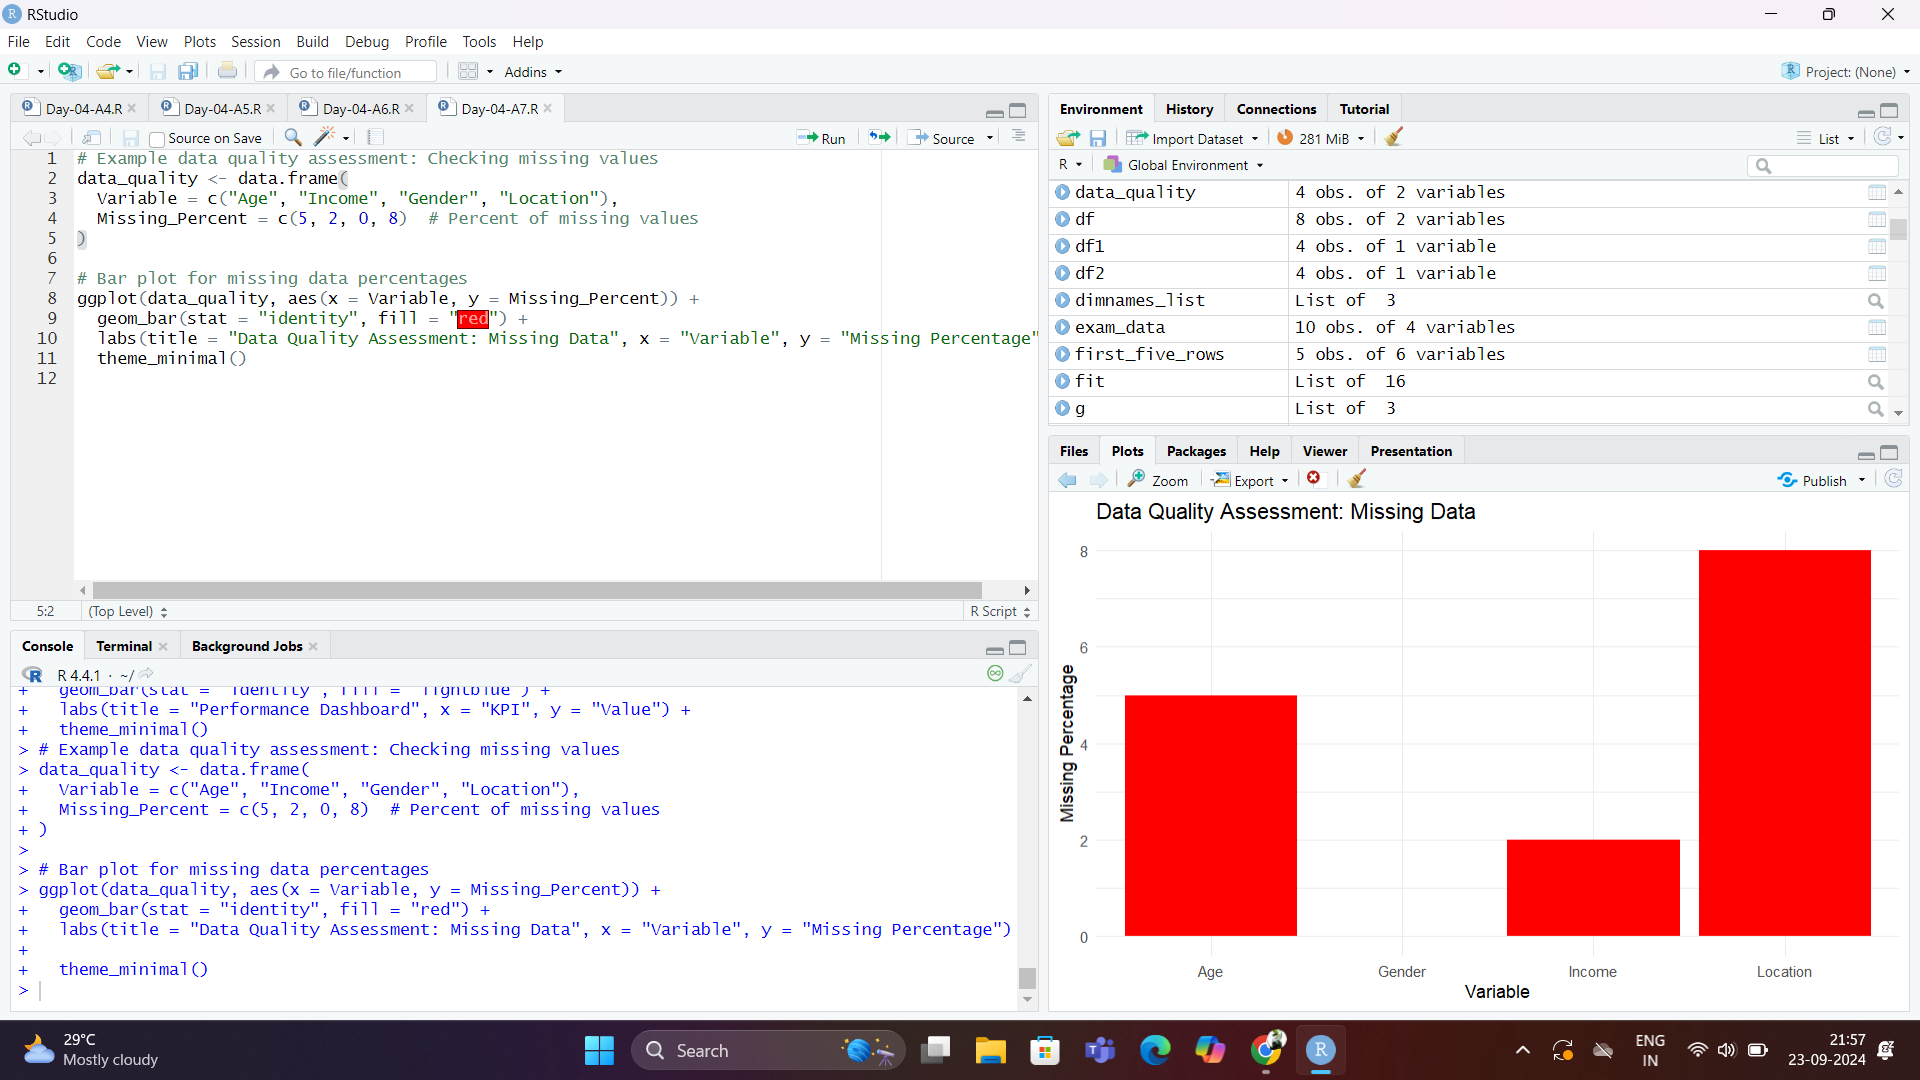 RStudio
File Edit Code View Plots Session Build Debug Profile Tools Help
Go to file/function Addins Project: (None)
Day-04-A4.R Day-04-A5.R Day-04-A6.R Day-04-A7.R
Source on Save Run Source
1 # Example data quality assessment: Checking missing values
2 data_quality <- data.frame(
3 Variable = c("Age", "Income", "Gender", "Location"),
4 Missing_Percent = c(5, 2, 0, 8)  # Percent of missing values
5 )
6
7 # Bar plot for missing data percentages
8 ggplot(data_quality, aes(x = Variable, y = Missing_Percent)) +
9 geom_bar(stat = "identity", fill = "red") +
10 labs(title = "Data Quality Assessment: Missing Data", x = "Variable", y = "Missing Percentage"
11 theme_minimal()
12
5:2 (Top Level) R Script
Console Terminal Background Jobs
R 4.4.1 · ~/
+ geom_bar(stat = "identity", fill = "lightblue") +
+ labs(title = "Performance Dashboard", x = "KPI", y = "Value") +
+ theme_minimal()
> # Example data quality assessment: Checking missing values
> data_quality <- data.frame(
+ Variable = c("Age", "Income", "Gender", "Location"),
+ Missing_Percent = c(5, 2, 0, 8)  # Percent of missing values
+ )
>
> # Bar plot for missing data percentages
> ggplot(data_quality, aes(x = Variable, y = Missing_Percent)) +
+ geom_bar(stat = "identity", fill = "red") +
+ labs(title = "Data Quality Assessment: Missing Data", x = "Variable", y = "Missing Percentage")
+
+ theme_minimal()
>
Environment History Connections Tutorial
Import Dataset 281 MiB List
R Global Environment
data_quality 4 obs. of 2 variables
df 8 obs. of 2 variables
df1 4 obs. of 1 variable
df2 4 obs. of 1 variable
dimnames_list List of 3
exam_data 10 obs. of 4 variables
first_five_rows 5 obs. of 6 variables
fit List of 16
g List of 3
Files Plots Packages Help Viewer Presentation
Zoom Export Publish
Data Quality Assessment: Missing Data
8
6
4
2
0
Missing Percentage
Age Gender Income Location
Variable
29°C
Mostly cloudy
Search
ENG
IN
21:57
23-09-2024